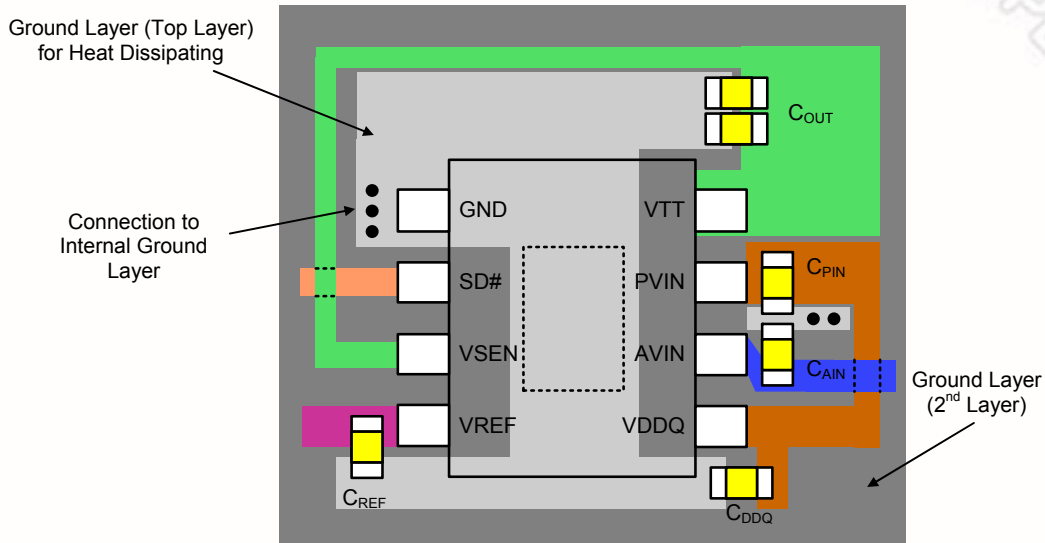 Ground Layer (Top Layer)
for Heat Dissipating
Connection to
Internal Ground
Layer
COUT
GND
VTT
SD#
PVIN
CPIN
VSEN
AVIN
CAIN
VREF
VDDQ
CREF
CDDQ
Ground Layer
(2nd Layer)